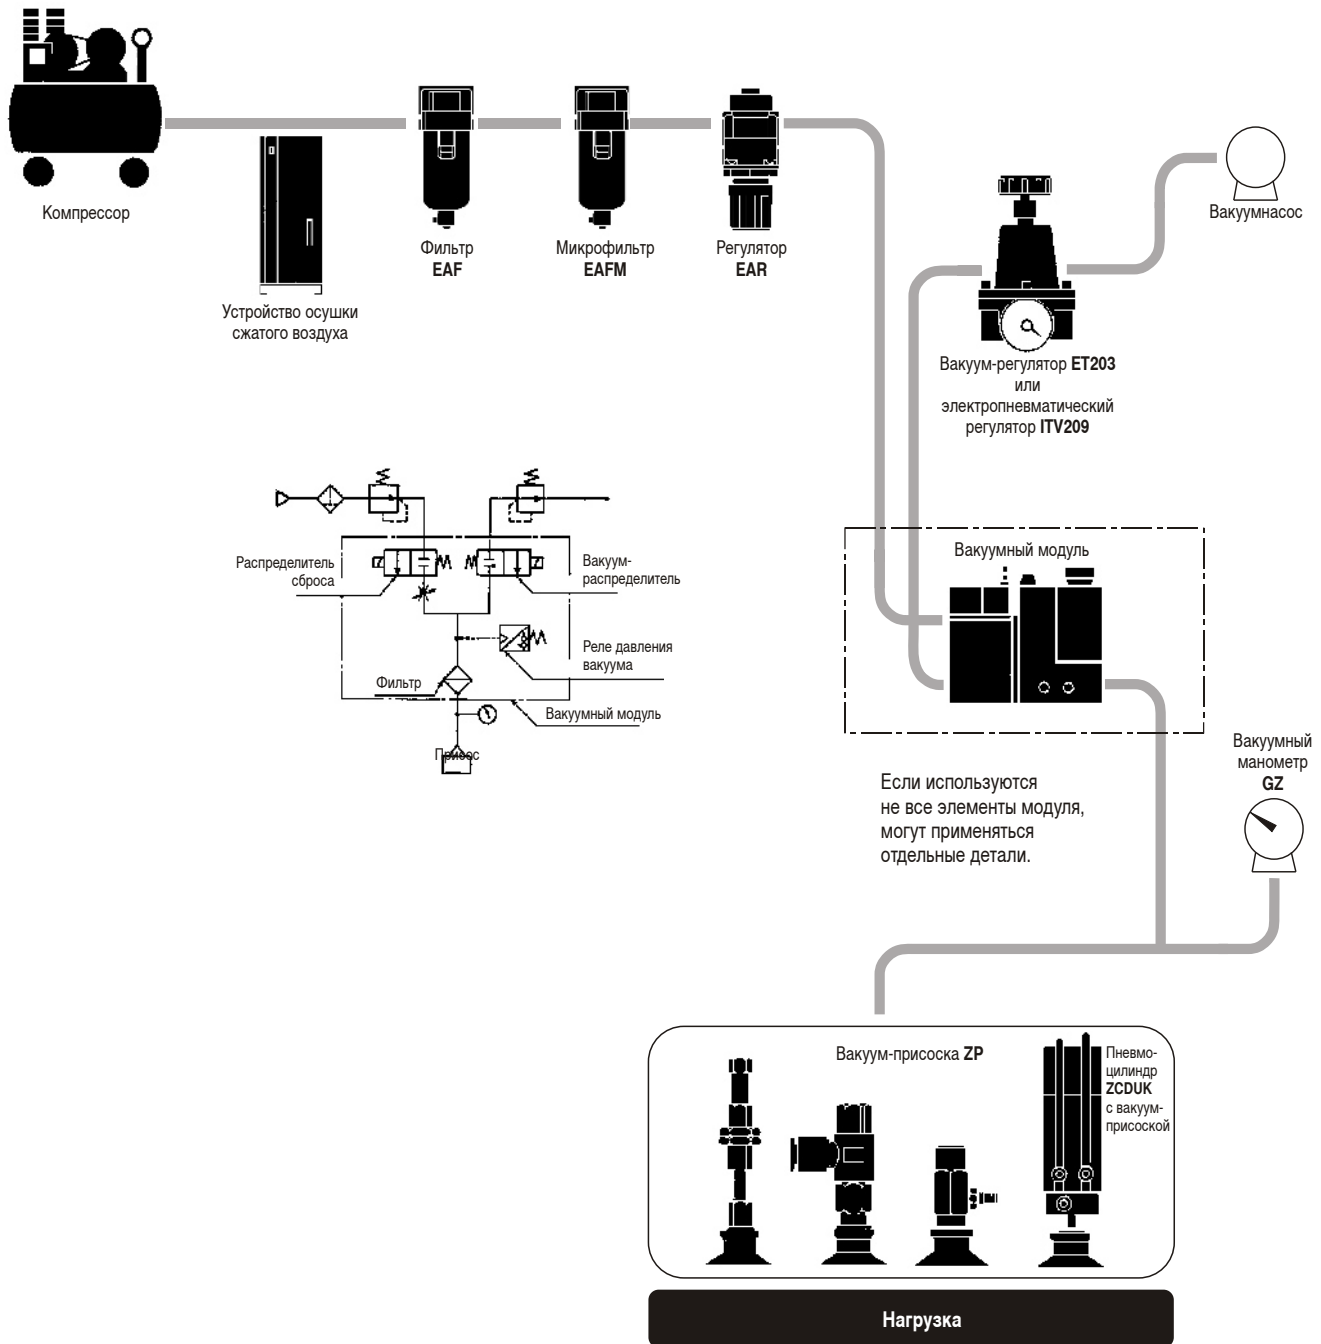 Компрессор
Устройство осушки
сжатого воздуха
Фильтр
EAF
Микрофильтр
EAFM
Регулятор
EAR
Вакуумнасос
Вакуум-регулятор ET203
или
электропневматический
регулятор ITV209
Распределитель
сброса
Вакуум-
распределитель
Реле давления
вакуума
Фильтр
Вакуумный модуль
Присос
Вакуумный модуль
Если используются
не все элементы модуля,
могут применяться
отдельные детали.
Вакуумный
манометр
GZ
Вакуум-присоска ZP
Пневмо-
цилиндр
ZCDUK
с вакуум-
присоской
Нагрузка